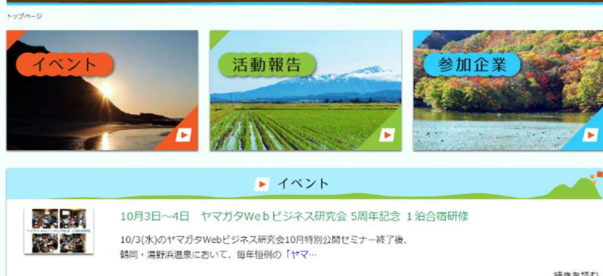 トップページ
イベント
活動報告
参加企業
イベント
10月3日～4日　ヤマガタWebビジネス研究会 5周年記念 １泊合宿研修
10/3(水)のヤマガタWebビジネス研究会10月特別公開セミナー終了後、
鶴岡・湯野浜温泉において、毎年恒例の「ヤマ…
続きを読む